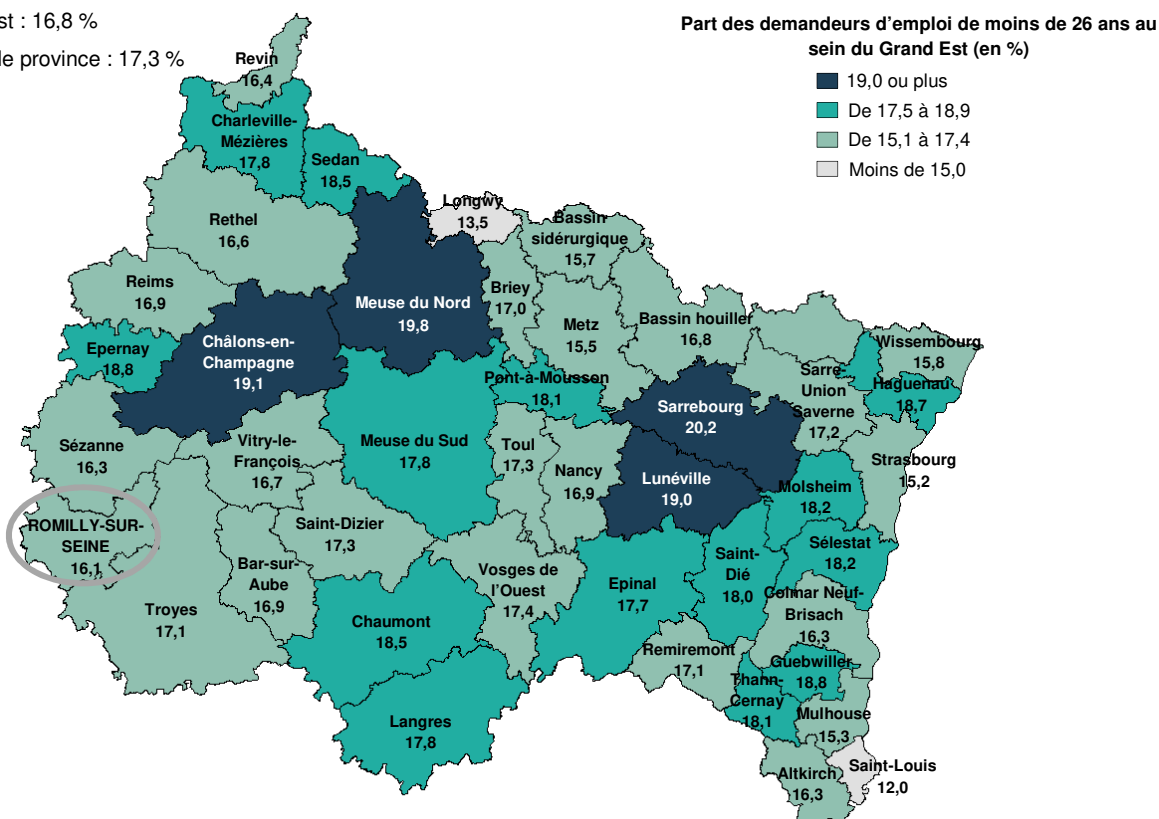 st : 16,8 %
le province : 17,3 %
Part des demandeurs d'emploi de moins de 26 ans au
sein du Grand Est (en %)
19,0 ou plus
De 17,5 à 18,9
De 15,1 à 17,4
Moins de 15,0
Revin
16,4
Charleville-
Mézières
17,8
Sedan
18,5
Longwy
13,5
Rethel
16,6
Bassin
sidérurgique
15,7
Reims
16,9
Meuse du Nord
19,8
Briey
17,0
Metz
15,5
Bassin houiller
16,8
Epernay
18,8
Châlons-en-
Champagne
19,1
Wissembourg
15,8
Pont-à-Mousson
18,1
Sarre-
Union
Saverne
17,2
Haguenau
18,7
Sarrebourg
20,2
Sézanne
16,3
Vitry-le-
François
16,7
Meuse du Sud
17,8
Toul
17,3
Nancy
16,9
Lunéville
19,0
Strasbourg
15,2
Molsheim
18,2
ROMILLY-SUR-
SEINE
16,1
Saint-Dizier
17,3
Sélestat
18,2
Bar-sur-
Aube
16,9
Vosges de
l'Ouest
17,4
Epinal
17,7
Saint-
Dié
18,0
Colmar Neuf-
Brisach
16,3
Troyes
17,1
Chaumont
18,5
Remiremont
17,1
Guebwiller
18,8
Thann-
Cernay
18,1
Langres
17,8
Mulhouse
15,3
Altkirch
16,3
Saint-Louis
12,0